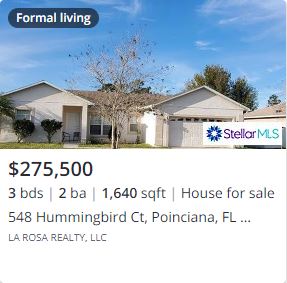 Formal living
StellarMLS
$275,500
3 bds | 2 ba | 1,640 sqft | House for sale
548 Hummingbird Ct, Poinciana, FL ...
LA ROSA REALTY, LLC